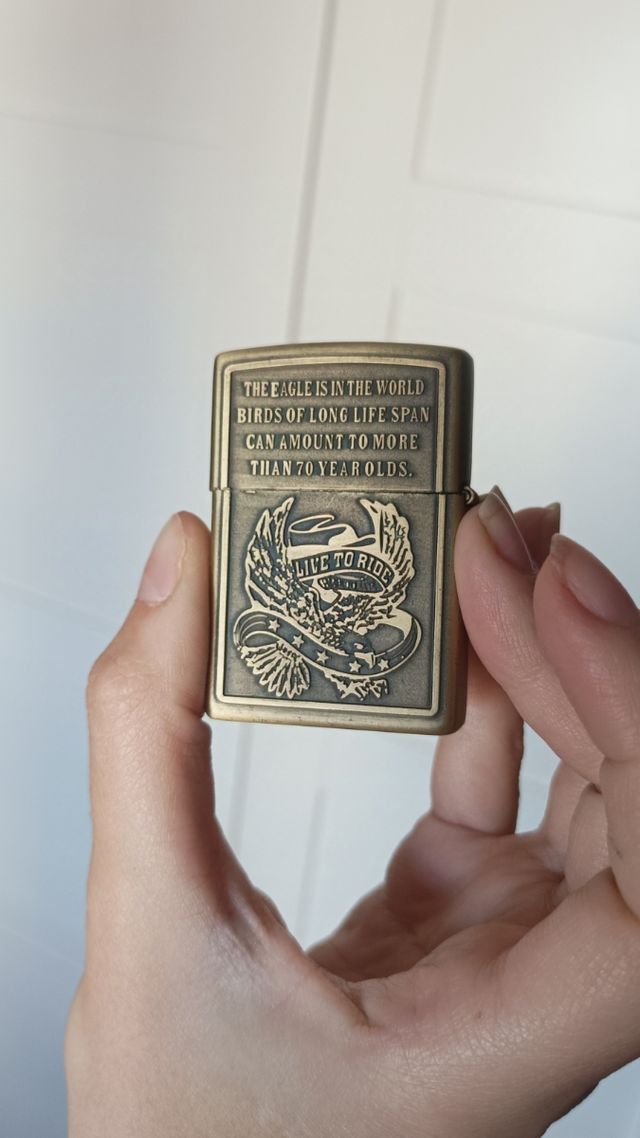 THE EAGLE IS IN THE WORLD
BIRDS OF LONG LIFE SPAN
CAN AMOUNT TO MORE
THAN 70 YEAR OLDS.
LIVE TO RIDE